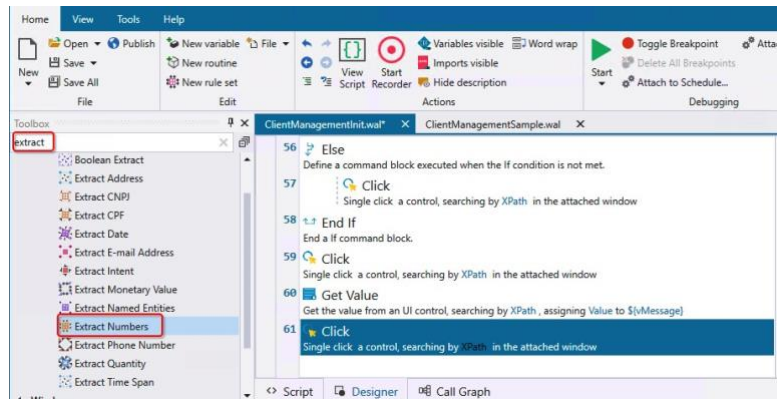 Home View Tools Help
Open Publish New variable File Variables visible Word wrap Toggle Breakpoint Atta
New Save New routine View Script Start Recorder Imports visible Start Delete All Breakpoints
Save All New rule set Hide description Attach to Schedule...
File Edit Actions Debugging
Toolbox
extract
Boolean Extract
Extract Address
Extract CNPJ
Extract CPF
Extract Date
Extract E-mail Address
Extract Intent
Extract Monetary Value
Extract Named Entities
Extract Numbers
Extract Phone Number
Extract Quantity
Extract Time Span
ClientManagementInit.wal* X ClientManagementSample.wal X
56 Else
Define a command block executed when the If condition is not met.
57 Click
Single click a control, searching by XPath in the attached window
58 End If
End a If command block.
59 Click
Single click a control, searching by XPath in the attached window
60 Get Value
Get the value from an UI control, searching by XPath , assigning Value to ${vMessage}
61 Click
Single click a control, searching by XPath in the attached window
Script Designer Call Graph